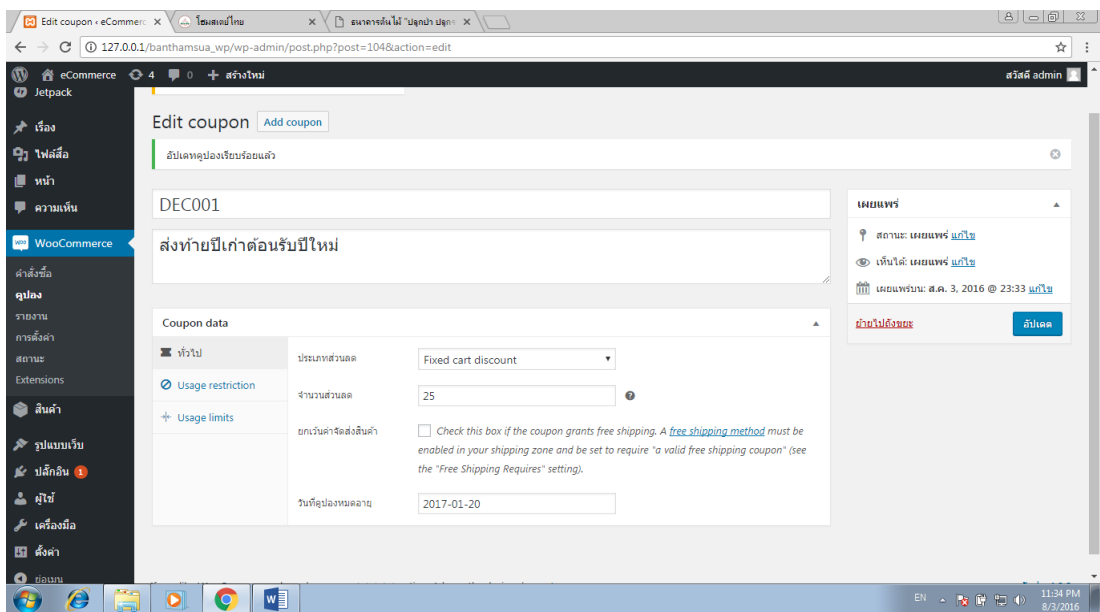 Edit coupon ‹ eCommerc
โฮมสเตย์ไทย
ธนาคารต้นไม้ "ปลูกป่า ปลูก
127.0.0.1/banthamsua_wp/wp-admin/post.php?post=104&action=edit
eCommerce 4 0 + สร้างใหม่
สวัสดี admin
Jetpack
เรื่อง
ไฟล์สื่อ
หน้า
ความเห็น
WooCommerce
คำสั่งซื้อ
คูปอง
รายงาน
การตั้งค่า
สถานะ
Extensions
สินค้า
รูปแบบเว็บ
ปลั๊กอิน 1
ผู้ใช้
เครื่องมือ
ตั้งค่า
ย่อเมนู
Edit coupon Add coupon
อัปเดทคูปองเรียบร้อยแล้ว
DEC001
ส่งท้ายปีเก่าต้อนรับปีใหม่
Coupon data
ทั่วไป
Usage restriction
Usage limits
ประเภทส่วนลด
Fixed cart discount
จำนวนส่วนลด
25
ยกเว้นค่าจัดส่งสินค้า
Check this box if the coupon grants free shipping. A free shipping method must be
enabled in your shipping zone and be set to require "a valid free shipping coupon" (see
the "Free Shipping Requires" setting).
วันที่คูปองหมดอายุ
2017-01-20
เผยแพร่
สถานะ: เผยแพร่ แก้ไข
เห็นได้: เผยแพร่ แก้ไข
เผยแพร่บน: ส.ค. 3, 2016 @ 23:33 แก้ไข
ย้ายไปถังขยะ
อัปเดต
EN
11:34 PM
8/3/2016